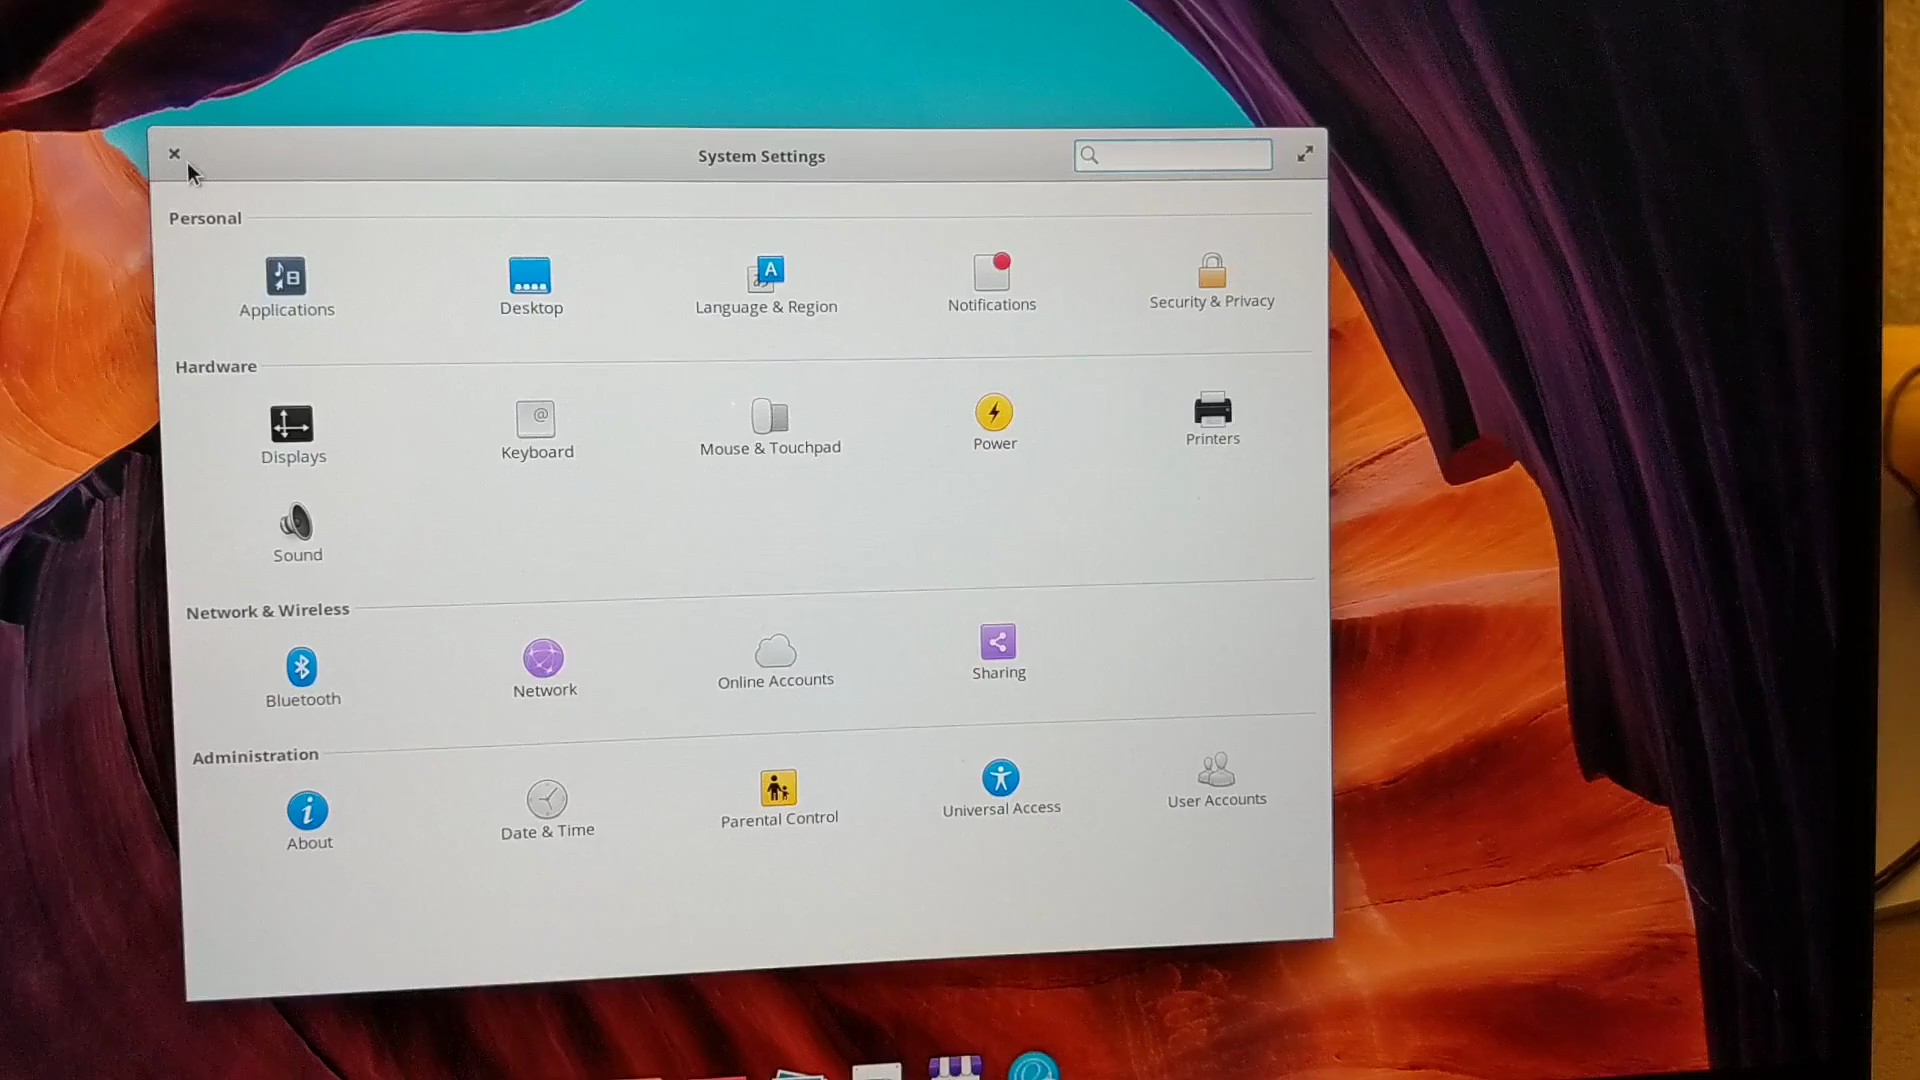 System Settings
Personal
Applications
Desktop
Language & Region
Notifications
Security & Privacy
Hardware
Displays
Keyboard
Mouse & Touchpad
Power
Printers
Sound
Network & Wireless
Bluetooth
Network
Online Accounts
Sharing
Administration
About
Date & Time
Parental Control
Universal Access
User Accounts